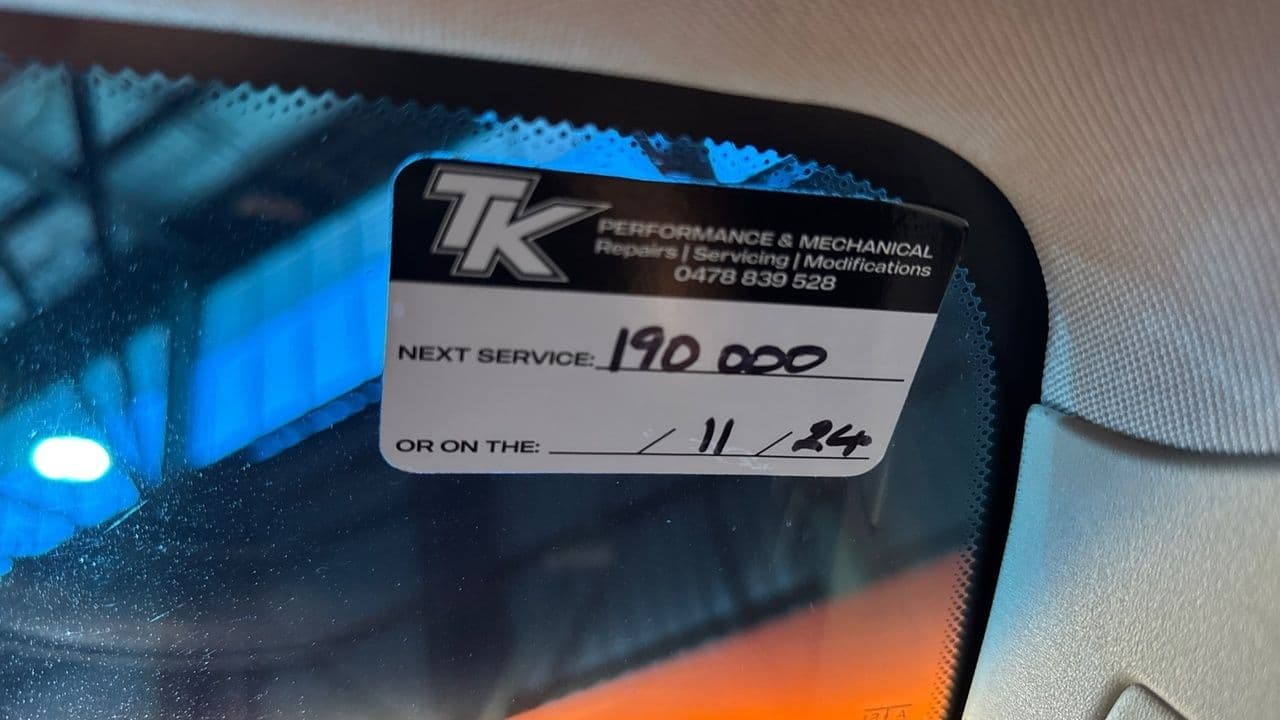 TK
PERFORMANCE & MECHANICAL
Repairs | Servicing | Modifications
0478 839 528
NEXT SERVICE: 190 000
OR ON THE: / 11 / 24